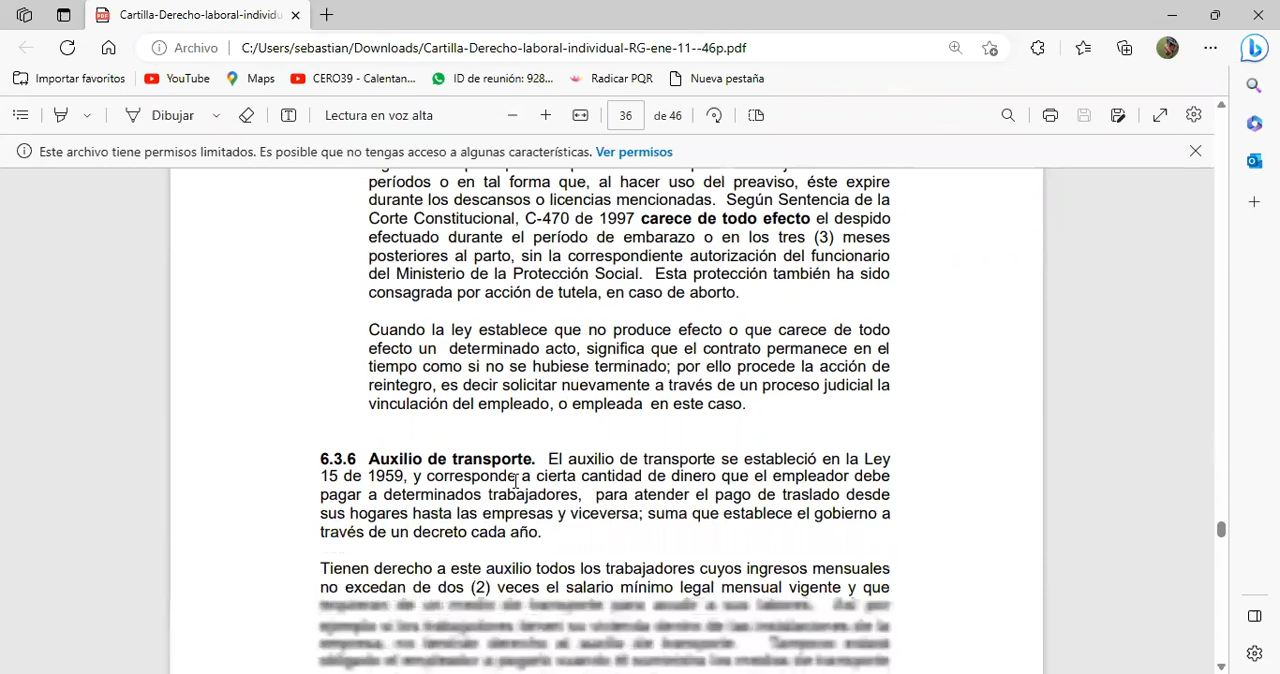 Cartilla-Derecho-laboral-individu
Archivo C:/Users/sebastian/Downloads/Cartilla-Derecho-laboral-individual-RG-ene-11--46p.pdf
Importar favoritos YouTube Maps CERO39 - Calentan... ID de reunión: 928... Radicar PQR Nueva pestaña
Dibujar Lectura en voz alta 36 de 46
Este archivo tiene permisos limitados. Es posible que no tengas acceso a algunas características. Ver permisos
períodos o en tal forma que, al hacer uso del preaviso, éste expire
durante los descansos o licencias mencionadas. Según Sentencia de la
Corte Constitucional, C-470 de 1997 carece de todo efecto el despido
efectuado durante el período de embarazo o en los tres (3) meses
posteriores al parto, sin la correspondiente autorización del funcionario
del Ministerio de la Protección Social. Esta protección también ha sido
consagrada por acción de tutela, en caso de aborto.
Cuando la ley establece que no produce efecto o que carece de todo
efecto un determinado acto, significa que el contrato permanece en el
tiempo como si no se hubiese terminado; por ello procede la acción de
reintegro, es decir solicitar nuevamente a través de un proceso judicial la
vinculación del empleado, o empleada en este caso.
6.3.6 Auxilio de transporte. El auxilio de transporte se estableció en la Ley
15 de 1959, y corresponde a cierta cantidad de dinero que el empleador debe
pagar a determinados trabajadores, para atender el pago de traslado desde
sus hogares hasta las empresas y viceversa; suma que establece el gobierno a
través de un decreto cada año.
Tienen derecho a este auxilio todos los trabajadores cuyos ingresos mensuales
no excedan de dos (2) veces el salario mínimo legal mensual vigente y que